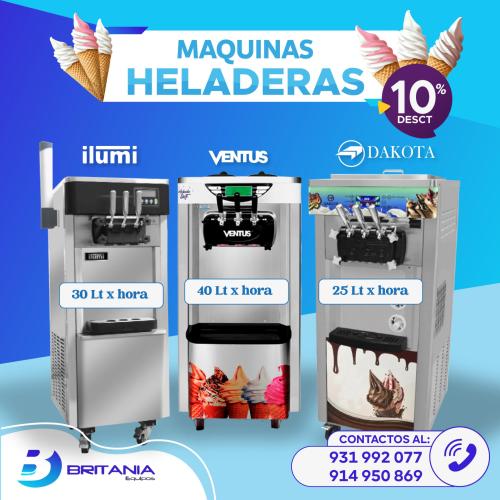 MAQUINAS
HELADERAS
10%
DESCT
ilumi
VENTUS
DAKOTA
VENTUS
30 Lt x hora
40 Lt x hora
25 Lt x hora
BRITANIA
Equipos
CONTACTOS AL:
931 992 077
914 950 869